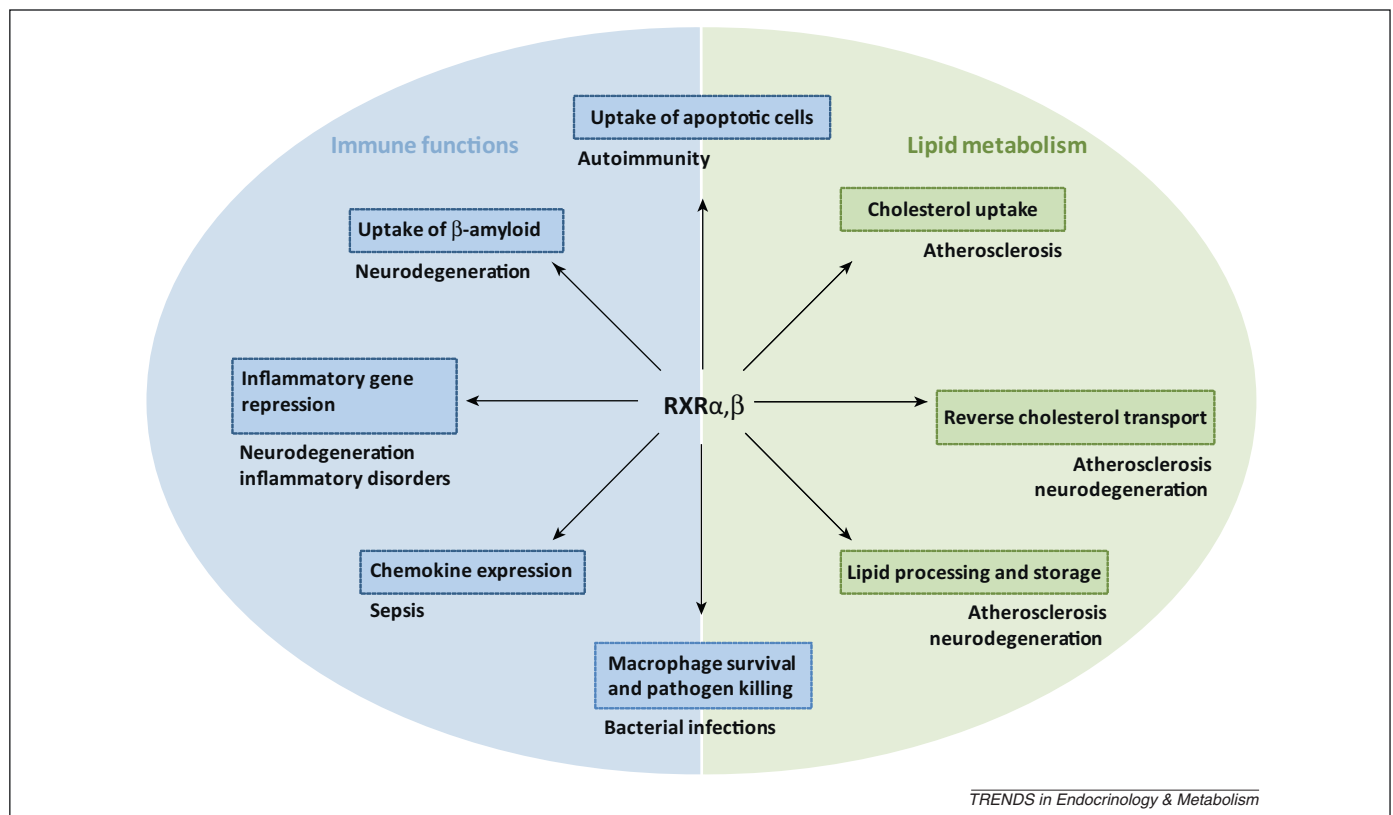 Uptake of apoptotic cells
Autoimmunity
Immune functions
Lipid metabolism
Uptake of β-amyloid
Neurodegeneration
Cholesterol uptake
Atherosclerosis
Inflammatory gene
repression
Neurodegeneration
inflammatory disorders
RXRα,β
Reverse cholesterol transport
Atherosclerosis
neurodegeneration
Chemokine expression
Sepsis
Lipid processing and storage
Atherosclerosis
neurodegeneration
Macrophage survival
and pathogen killing
Bacterial infections
TRENDS in Endocrinology & Metabolism